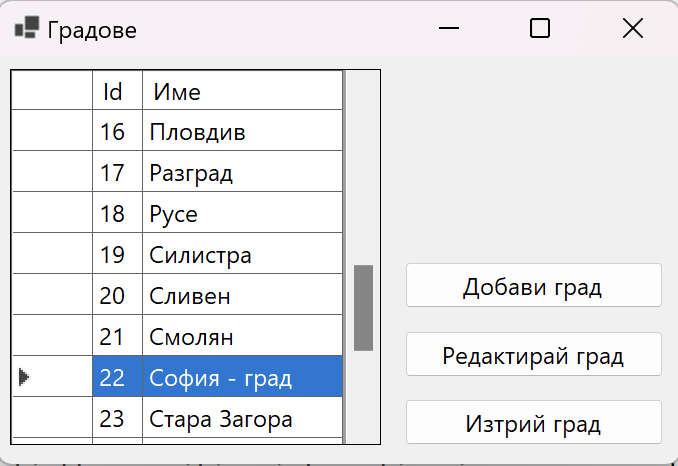 Градове
Id Име
16 Пловдив
17 Разград
18 Русе
19 Силистра
20 Сливен
21 Смолян
22 София - град
23 Стара Загора
Добави град
Редактирай град
Изтрий град